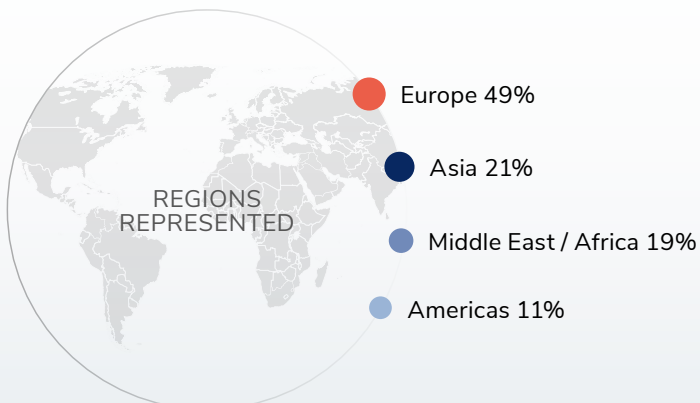 Europe 49%
Asia 21%
REGIONS
REPRESENTED
Middle East / Africa 19%
Americas 11%